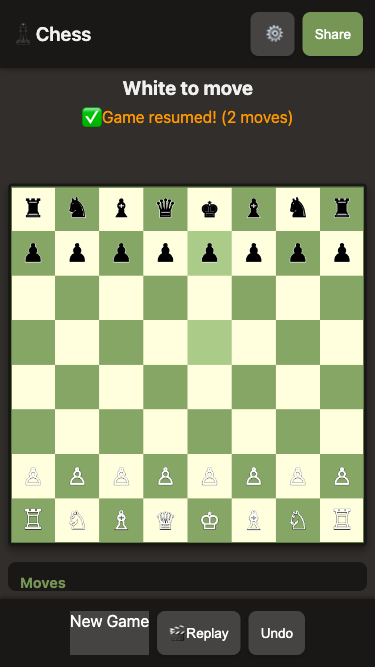 Chess
Share
White to move
✅Game resumed! (2 moves)
Moves
New Game
Replay
Undo